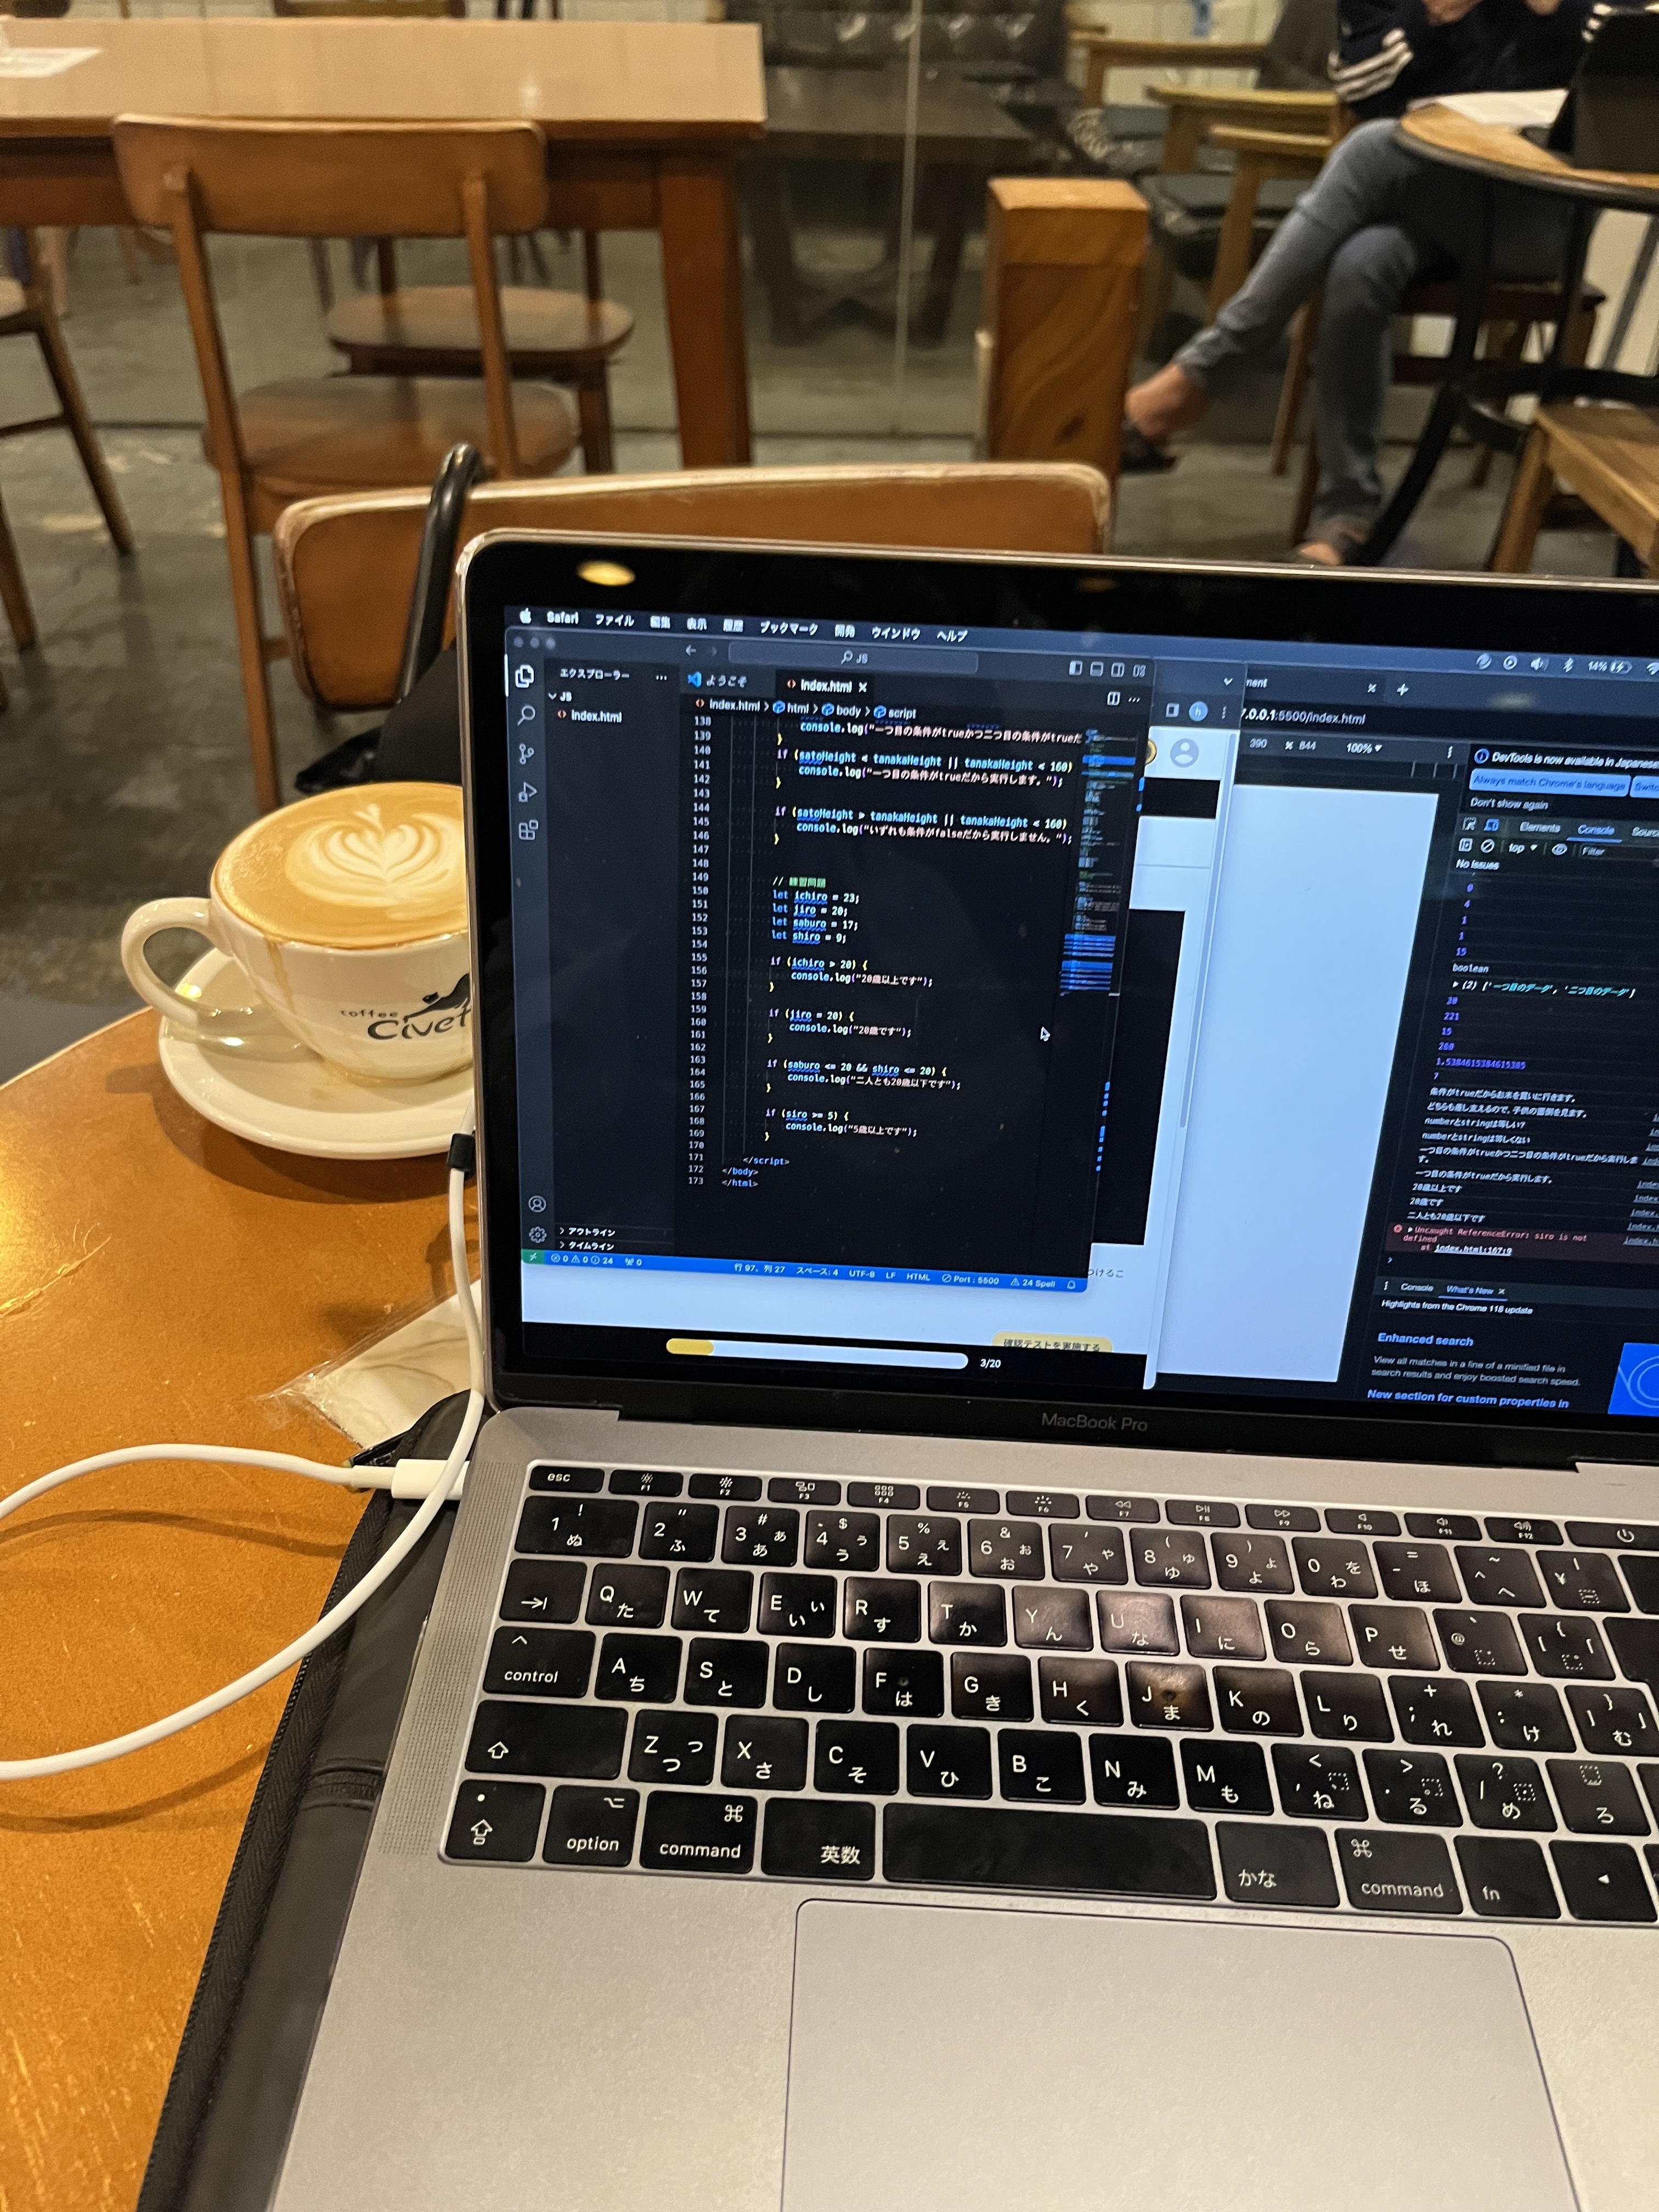 Safari ファイル 編集 表示 履歴 ブックマーク 開発 ウインドウ ヘルプ
14%
JS
エクスプローラー ...
ようこそ
index.html ×
JS
index.html
index.html > html > body > script
138
139 console.log("一つ目の条件がtrueかつ二つ目の条件がtrueだ
140 }
141 if (satoHeight < tanakaHeight || tanakaHeight < 160)
142 console.log("一つ目の条件がtrueだから実行します。");
143 }
144
145 if (satoHeight > tanakaHeight || tanakaHeight < 160)
146 console.log("いずれも条件がfalseだから実行しません。");
147 }
148
149
150 // 練習問題
151 let ichiro = 23;
152 let jiro = 20;
153 let saburo = 17;
154 let shiro = 9;
155
156 if (ichiro > 20) {
157 console.log("20歳以上です");
158 }
159
160 if (jiro = 20) {
161 console.log("20歳です");
162 }
163
164 if (saburo <= 20 && shiro <= 20) {
165 console.log("二人とも20歳以下です");
166 }
167 if (siro >= 5) {
168 console.log("5歳以上です");
169 }
170
171 </script>
172 </body>
173 </html>
アウトライン
タイムライン
0 0 24 0
行 97、列 27 スペース: 4 UTF-8 LF HTML Port : 5500 24 Spell
つけるこ
確認テストを実施する
3/20
h
ment × +
7.0.0.1:5500/index.html
390 × 844 100%
DevTools is now available in Japanese
Always match Chrome's language Switc
Don't show again
Elements Console Sourc
top Filter
No Issues
0
4
1
1
15
boolean
(2) ['一つ目のデータ', '二つ目のデータ']
30
221
15
260
1.5384615384615385
7
条件がtrueだからお米を買いに行きます。
どちらも差し支えるので、子供の面倒を見ます。
numberとstringは等しい?
numberとstringは等しくない
一つ目の条件がtrueかつ二つ目の条件がtrueだから実行しま
す。
一つ目の条件がtrueだから実行します。
20歳以上です
20歳です
二人とも20歳以下です
Uncaught ReferenceError: siro is not
defined
at index.html:167:9
Console What's New ×
Highlights from the Chrome 118 update
Enhanced search
View all matches in a line of a minified file in
search results and enjoy boosted search speed.
New section for custom properties in
coffee
Civet
MacBook Pro
esc F1 F2 F3 F4 F5 F6 F7 F8 F9 F10 F11 F12
! " # あ $ ぅ % ぇ & ぉ ' ゃ ( ゅ ) ょ を = ~
1 ぬ 2 ふ 3 あ 4 う 5 え 6 お 7 や 8 ゆ 9 よ 0 わ - ほ ^ へ ¥
Q た W て E い ぃ R す T か Y ん U な I に O ら P せ @ [
control A ち S と D し F は G き H く J ま K の L り ; + れ : * け ] } む
Z つ っ X さ C そ V ひ B こ N み M も , < ね . > る / ? め ろ
option command 英数 かな command fn